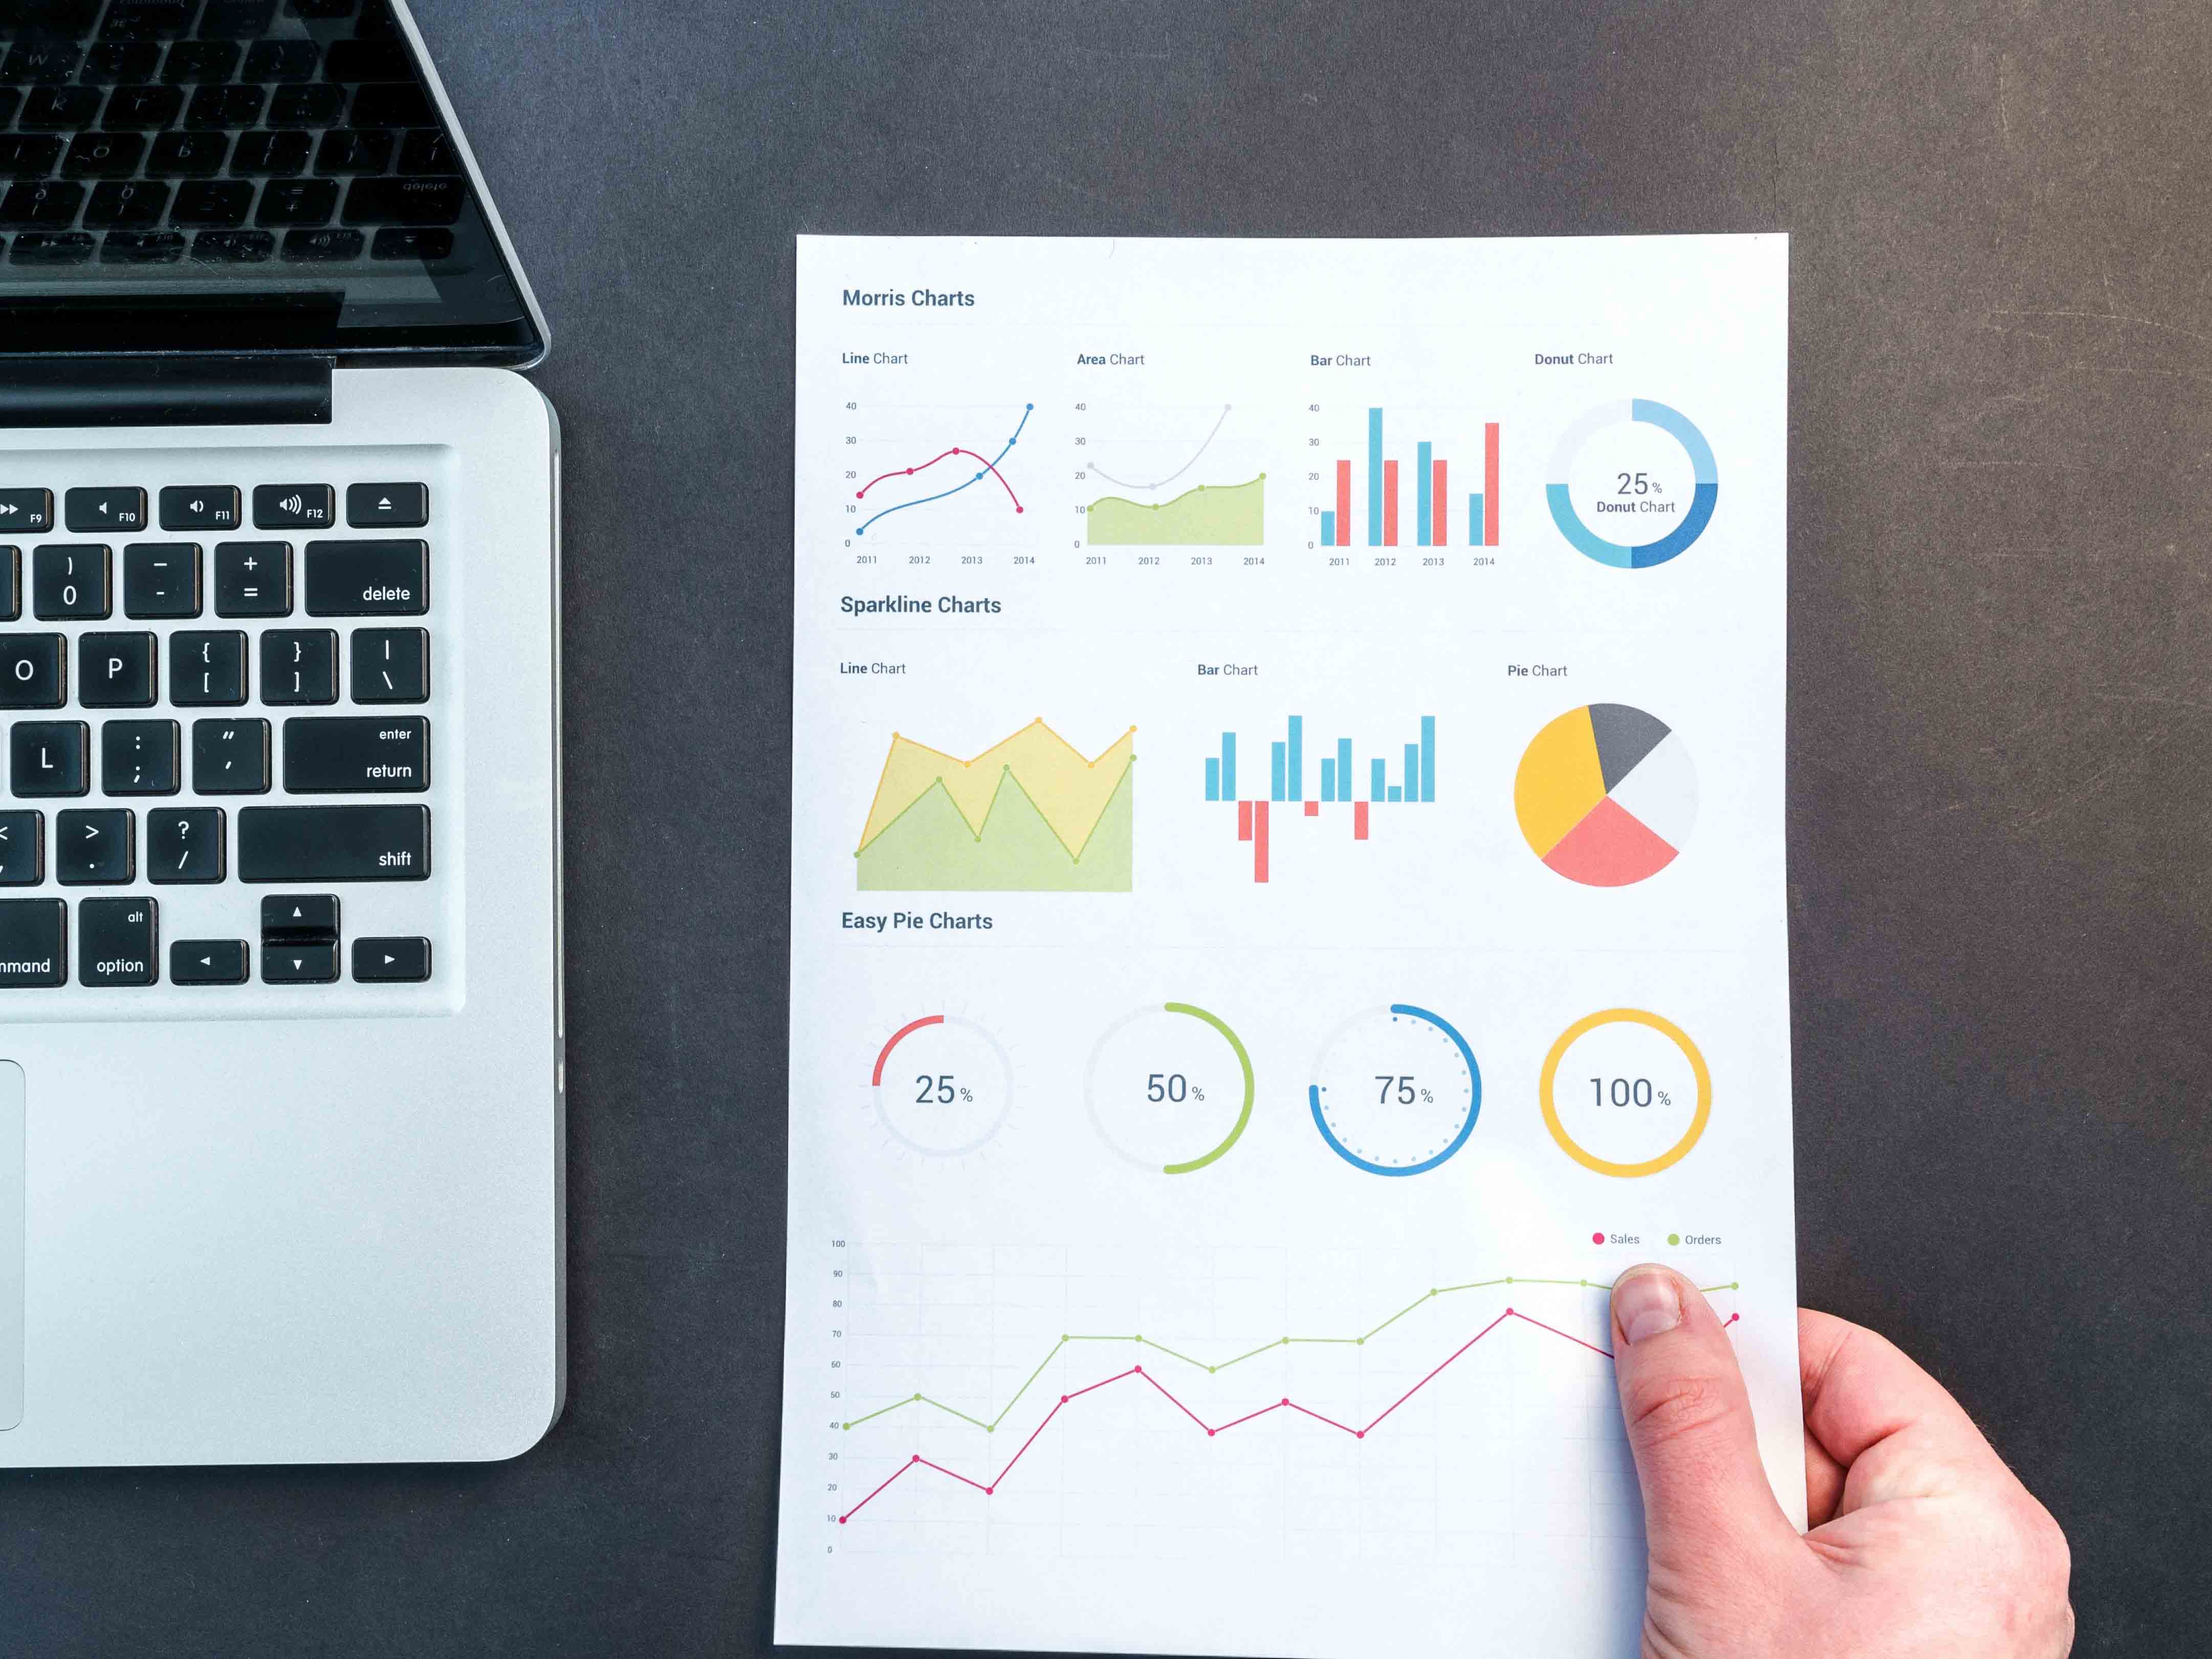 F9
F10
F11
F12
)
0
-
+
=
delete
O
P
{
[
}
]
|
\
L
:
;
"
'
enter
return
<
,
>
.
?
/
shift
mmand
alt
option
delete
Morris Charts
Line Chart
Area Chart
Bar Chart
Donut Chart
40
30
20
10
0
2011 2012 2013 2014
40
30
20
10
0
2011 2012 2013 2014
40
30
20
10
0
2011 2012 2013 2014
25%
Donut Chart
Sparkline Charts
Line Chart
Bar Chart
Pie Chart
Easy Pie Charts
25%
50%
75%
100%
Sales
Orders
100
90
80
70
60
50
40
30
20
10
0